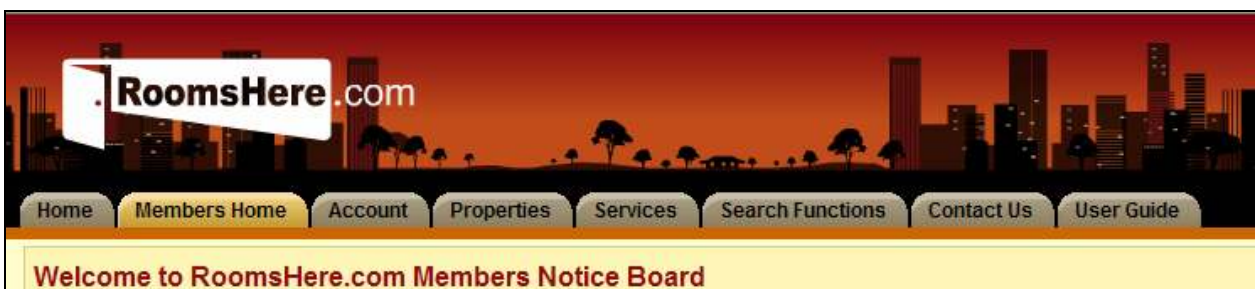 RoomsHere.com
Home Members Home Account Properties Services Search Functions Contact Us User Guide
Welcome to RoomsHere.com Members Notice Board